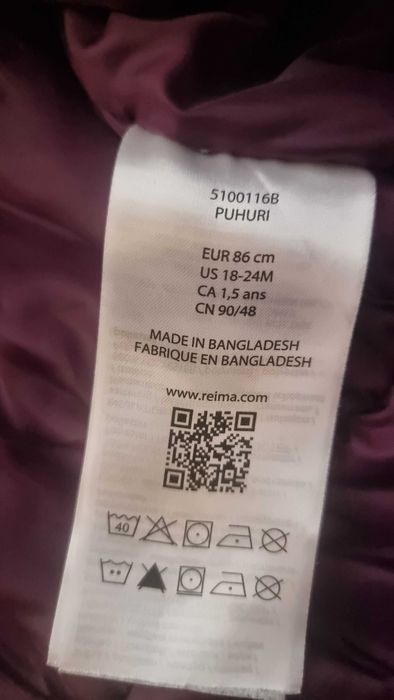 5100116B
PUHURI
EUR 86 cm
US 18-24M
CA 1,5 ans
CN 90/48
MADE IN BANGLADESH
FABRIQUE EN BANGLADESH
www.reima.com
40